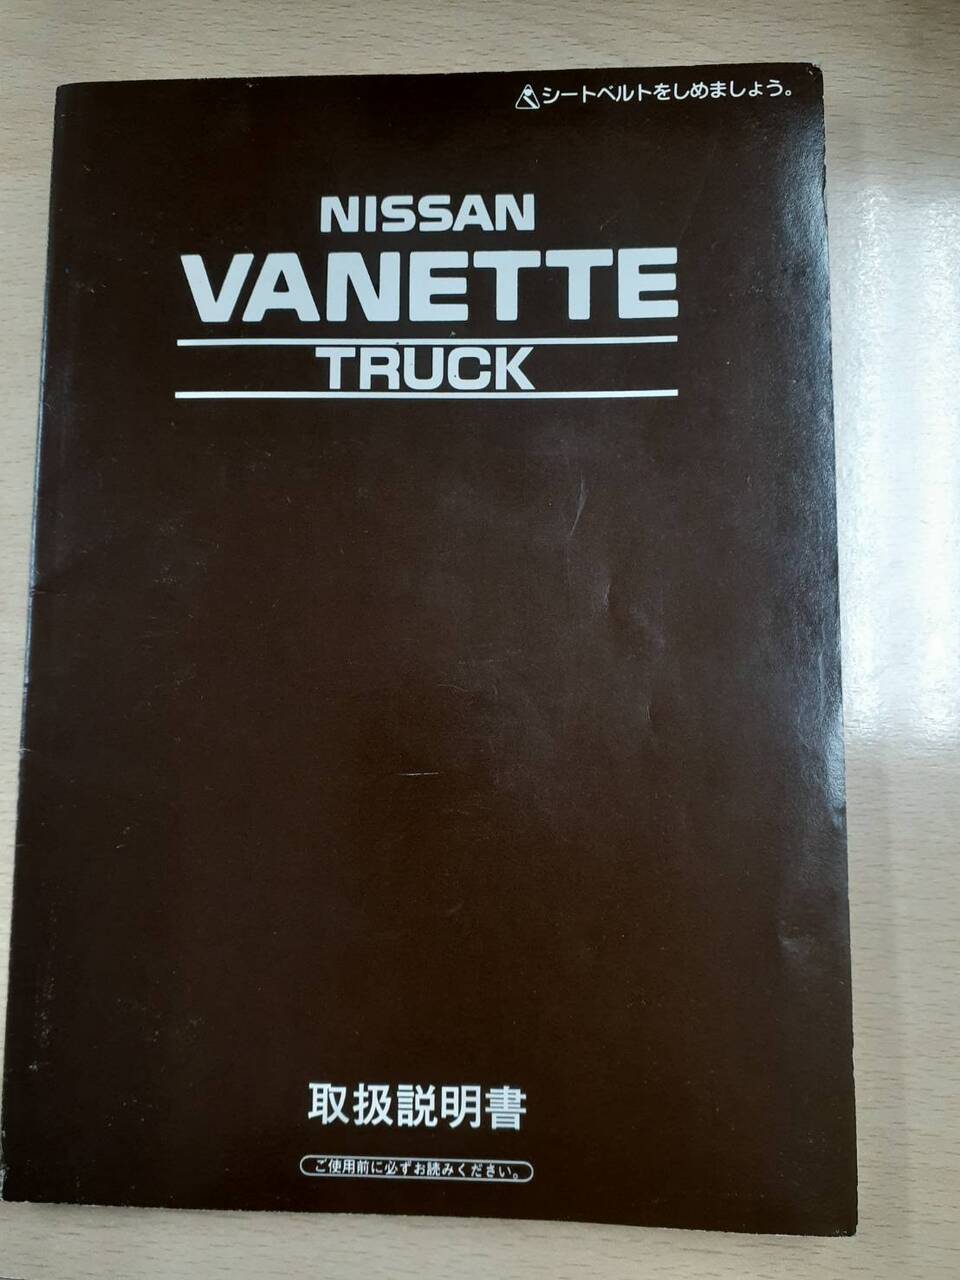 シートベルトをしめましょう。
NISSAN
VANETTE
TRUCK
取扱説明書
ご使用前に必ずお読みください。